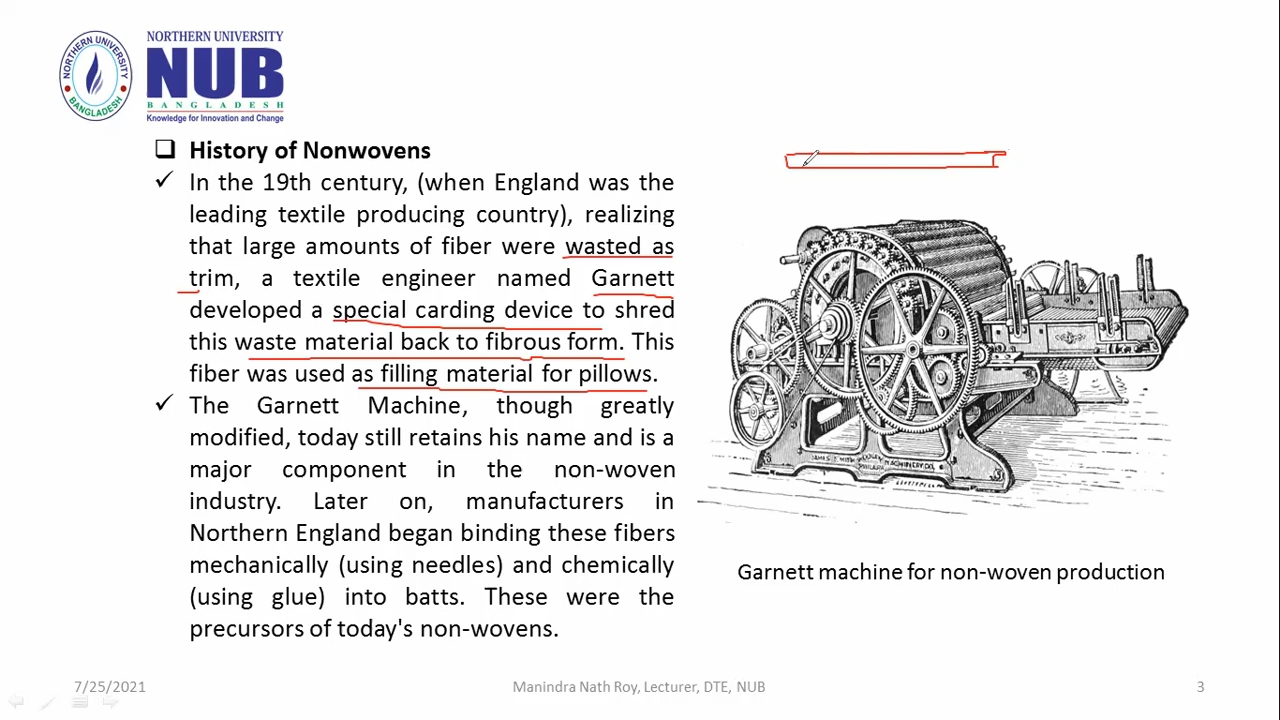 NORTHERN UNIVERSITY
NUB
BANGLADESH
Knowledge for Innovation and Change
NORTHERN UNIVERSITY
BANGLADESH
History of Nonwovens
In the 19th century, (when England was the
leading textile producing country), realizing
that large amounts of fiber were wasted as
trim, a textile engineer named Garnett
developed a special carding device to shred
this waste material back to fibrous form. This
fiber was used as filling material for pillows.
The Garnett Machine, though greatly
modified, today still retains his name and is a
major component in the non-woven
industry. Later on, manufacturers in
Northern England began binding these fibers
mechanically (using needles) and chemically
(using glue) into batts. These were the
precursors of today's non-wovens.
Garnett machine for non-woven production
7/25/2021
Manindra Nath Roy, Lecturer, DTE, NUB
3